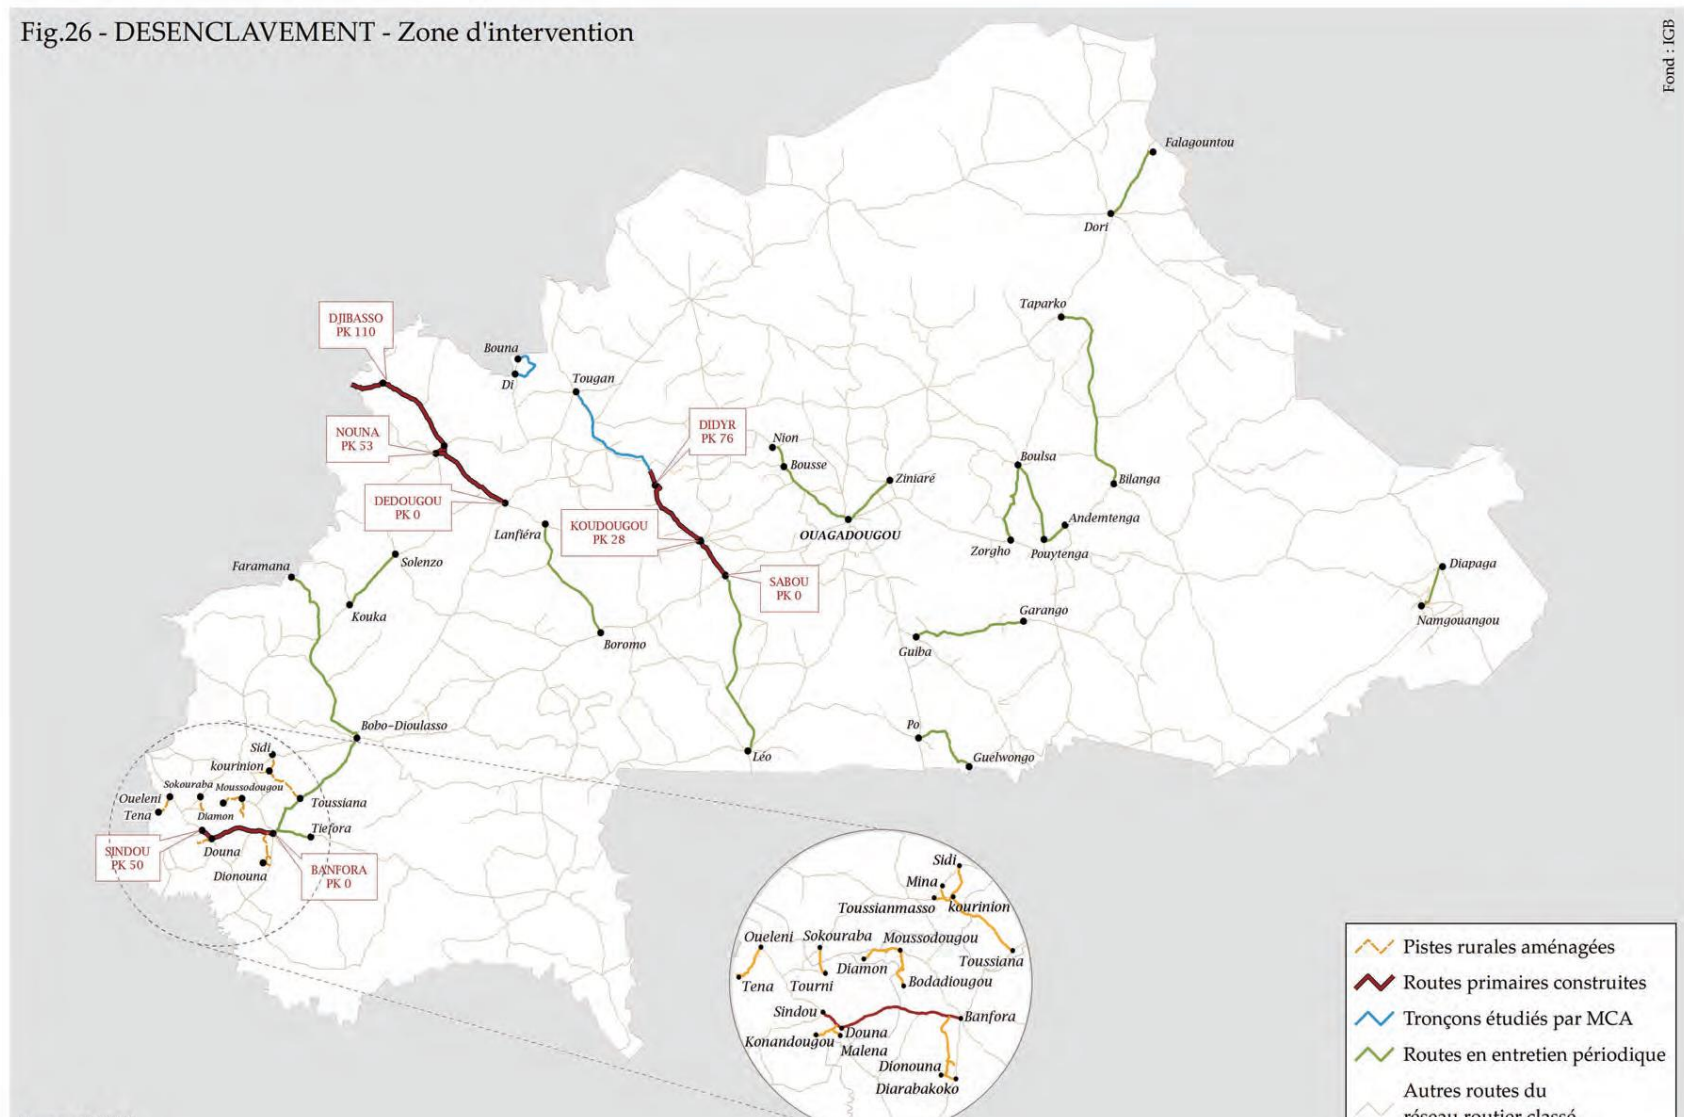 Fig.26 - DESENCLAVEMENT - Zone d'intervention
Fond : IGB
Falagountou
Dori
Taparko
DJIBASSO
PK 110
Bouna
Di
Tougan
NOUNA
PK 53
DIDYR
PK 76
Nion
Bousse
Ziniaré
Boulsa
Bilanga
DEDOUGOU
PK 0
Lanfiéra
KOUDOUGOU
PK 28
OUAGADOUGOU
Andemtenga
Zorgho
Pouytenga
Faramana
Solenzo
SABOU
PK 0
Diapaga
Kouka
Boromo
Garango
Guiba
Namgouangou
Bobo-Dioulasso
Po
Léo
Guelwongo
Sidi
kourinion
Sokouraba
Moussodougou
Oueleni
Tena
Diamon
Toussiana
Tiefora
SINDOU
PK 50
Douna
Dionouna
BANFORA
PK 0
Sidi
Mina
Toussianmasso
kourinion
Oueleni
Sokouraba
Moussodougou
Toussiana
Diamon
Tena
Tourni
Bodadiougou
Sindou
Banfora
Douna
Konandougou
Malena
Dionouna
Diarabakoko
Pistes rurales aménagées
Routes primaires construites
Tronçons étudiés par MCA
Routes en entretien périodique
Autres routes du
réseau routier classé